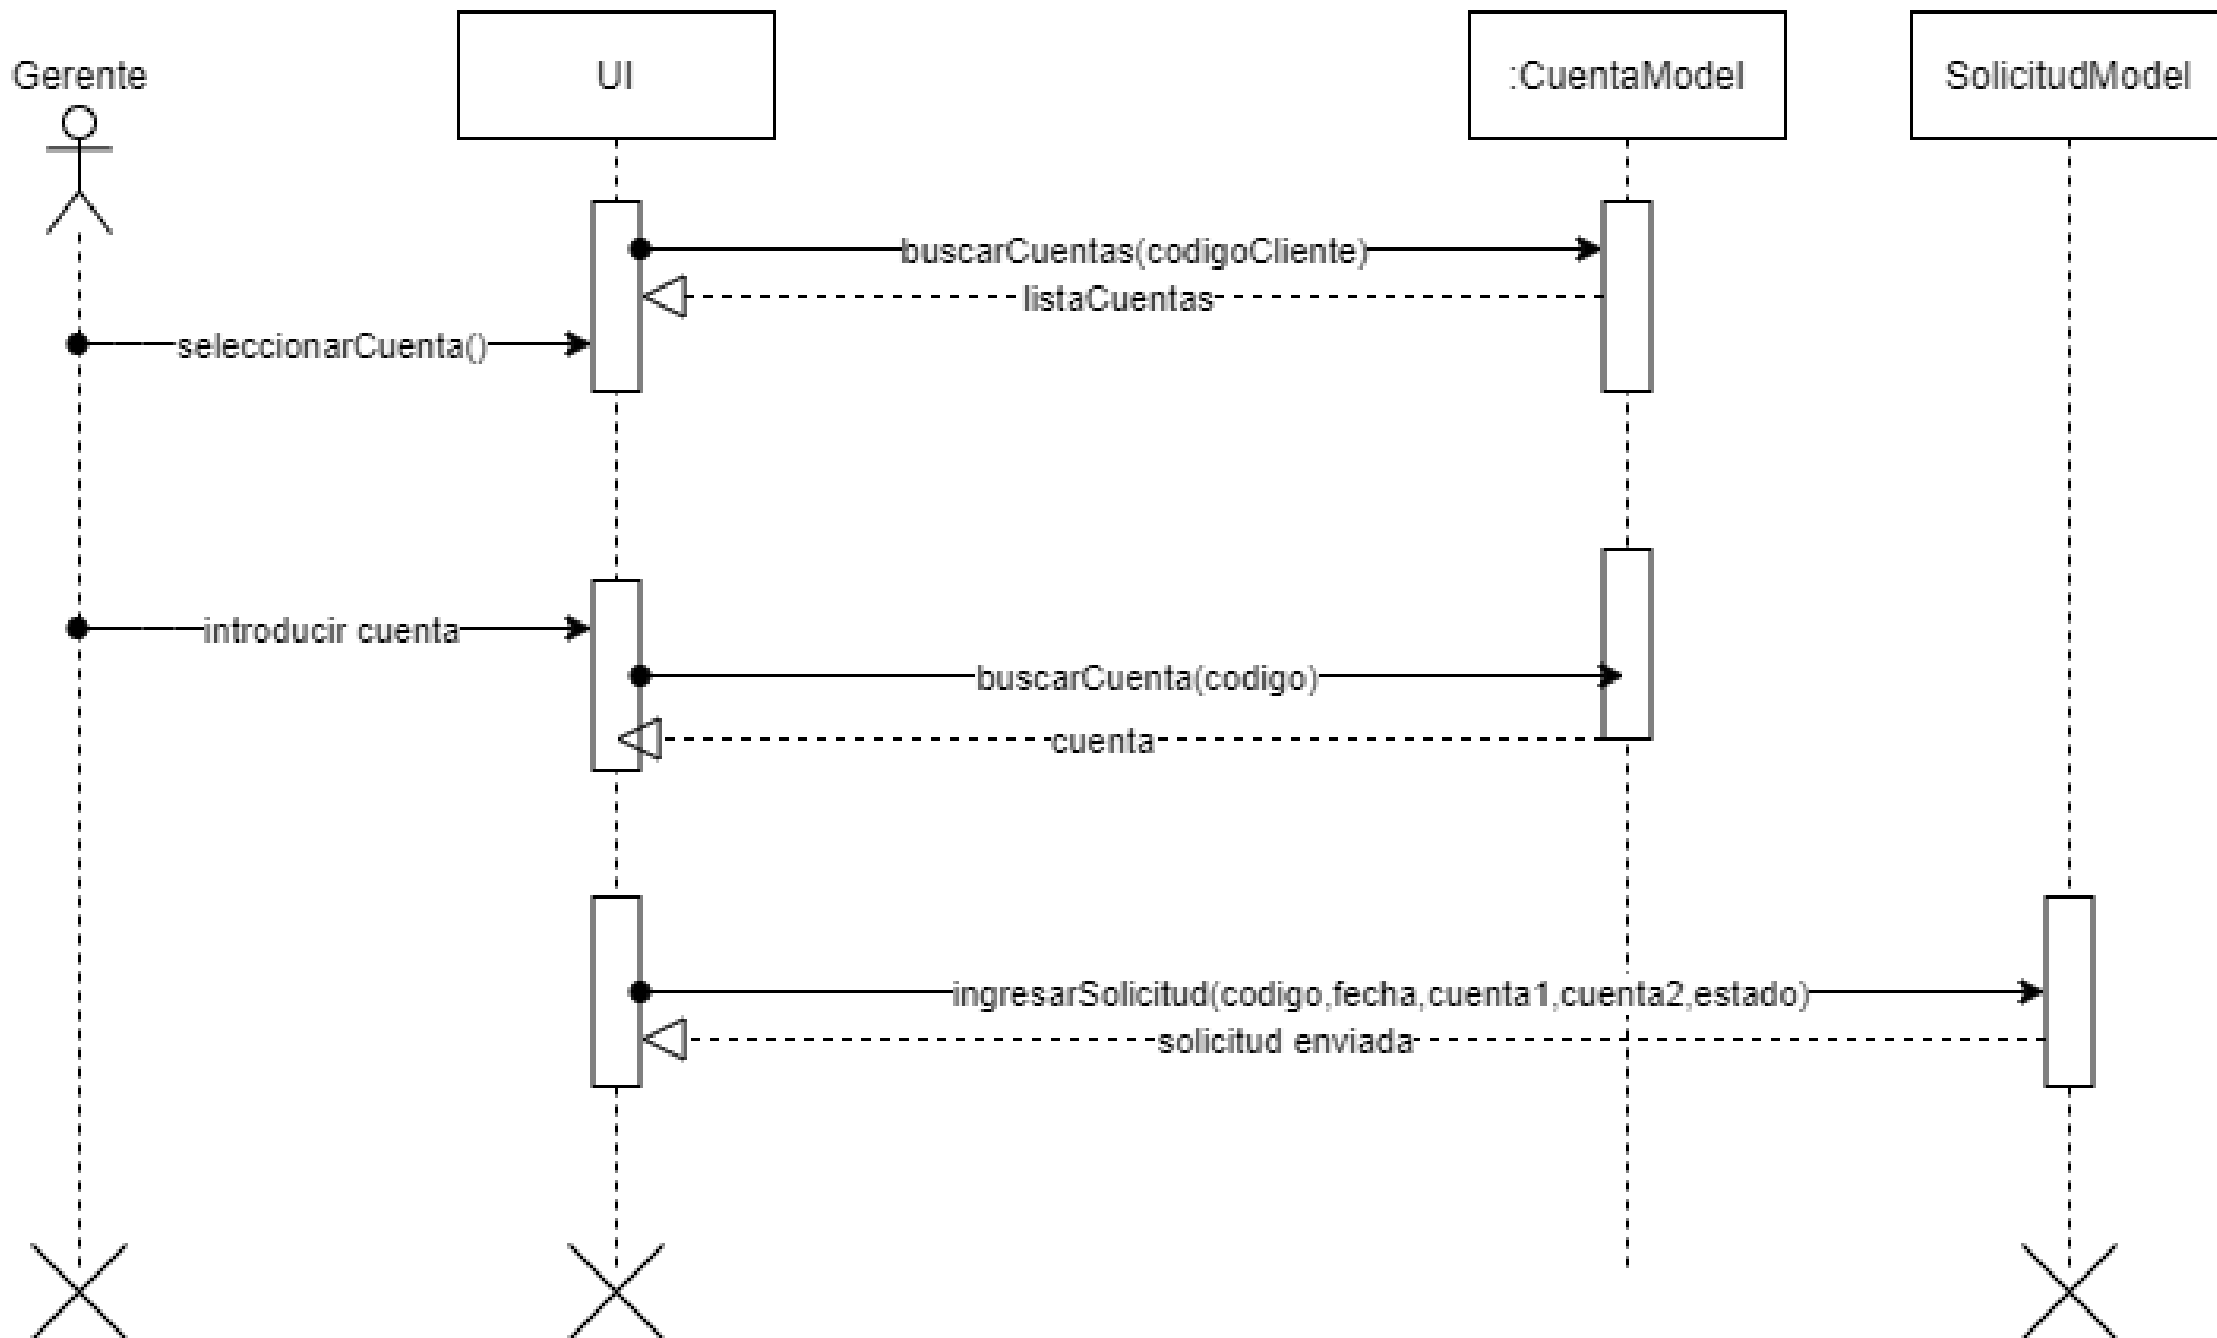 Gerente
UI
:CuentaModel
SolicitudModel
buscarCuentas(codigoCliente)
listaCuentas
seleccionarCuenta()
introducir cuenta
buscarCuenta(codigo)
cuenta
ingresarSolicitud(codigo,fecha,cuenta1,cuenta2,estado)
solicitud enviada